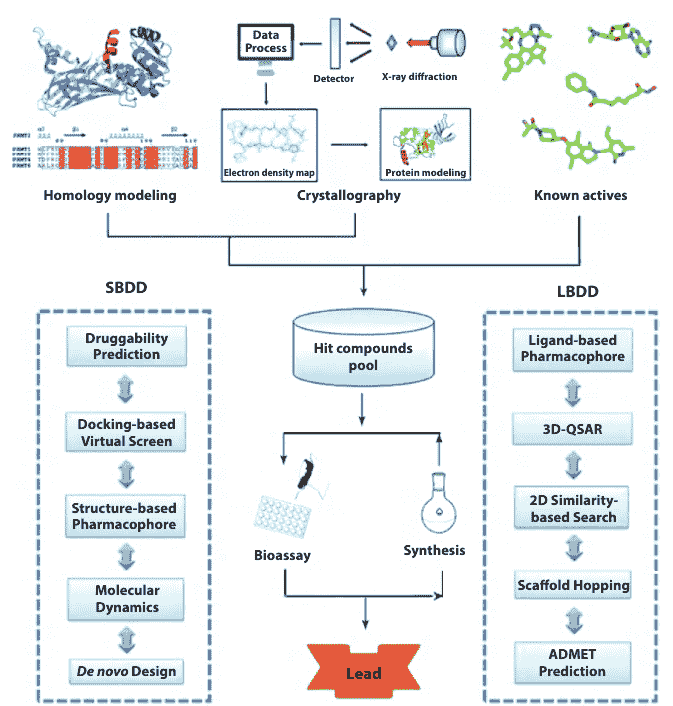 Data
Process
Detector
X-ray diffraction
Electron density map
Protein modeling
Homology modeling
Crystallography
Known actives
SBDD
LBDD
Druggability
Prediction
Docking-based
Virtual Screen
Structure-based
Pharmacophore
Molecular
Dynamics
De novo Design
Hit compounds
pool
Bioassay
Synthesis
Lead
Ligand-based
Pharmacophore
3D-QSAR
2D Similarity-
based Search
Scaffold Hopping
ADMET
Prediction